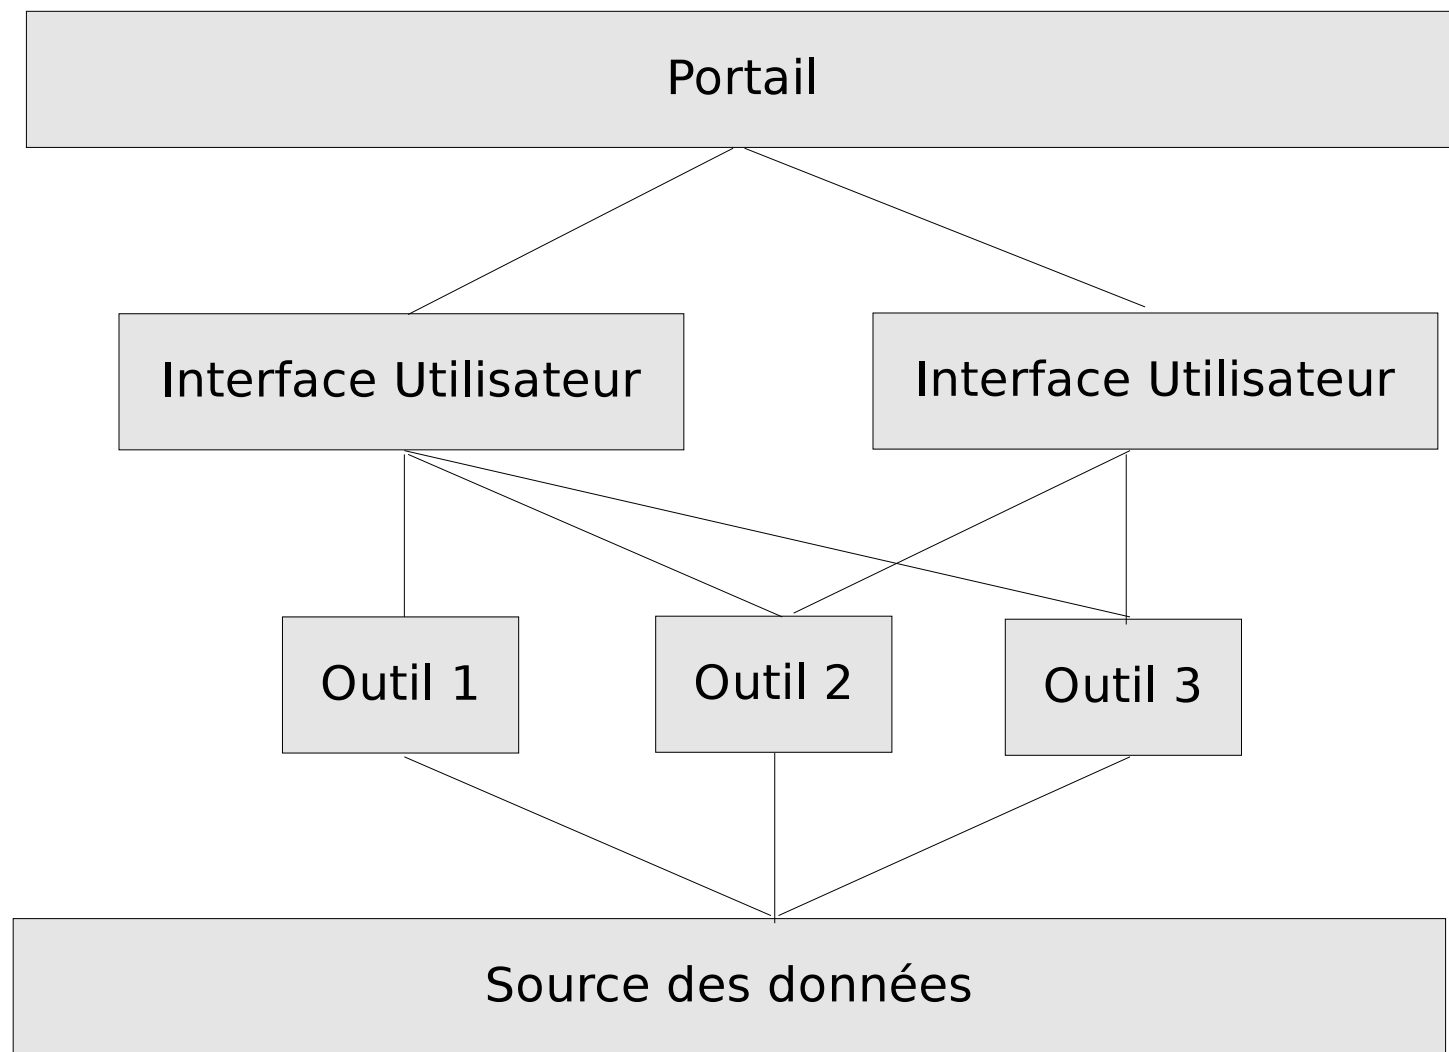 Portail
Interface Utilisateur
Interface Utilisateur
Outil 1
Outil 2
Outil 3
Source des données